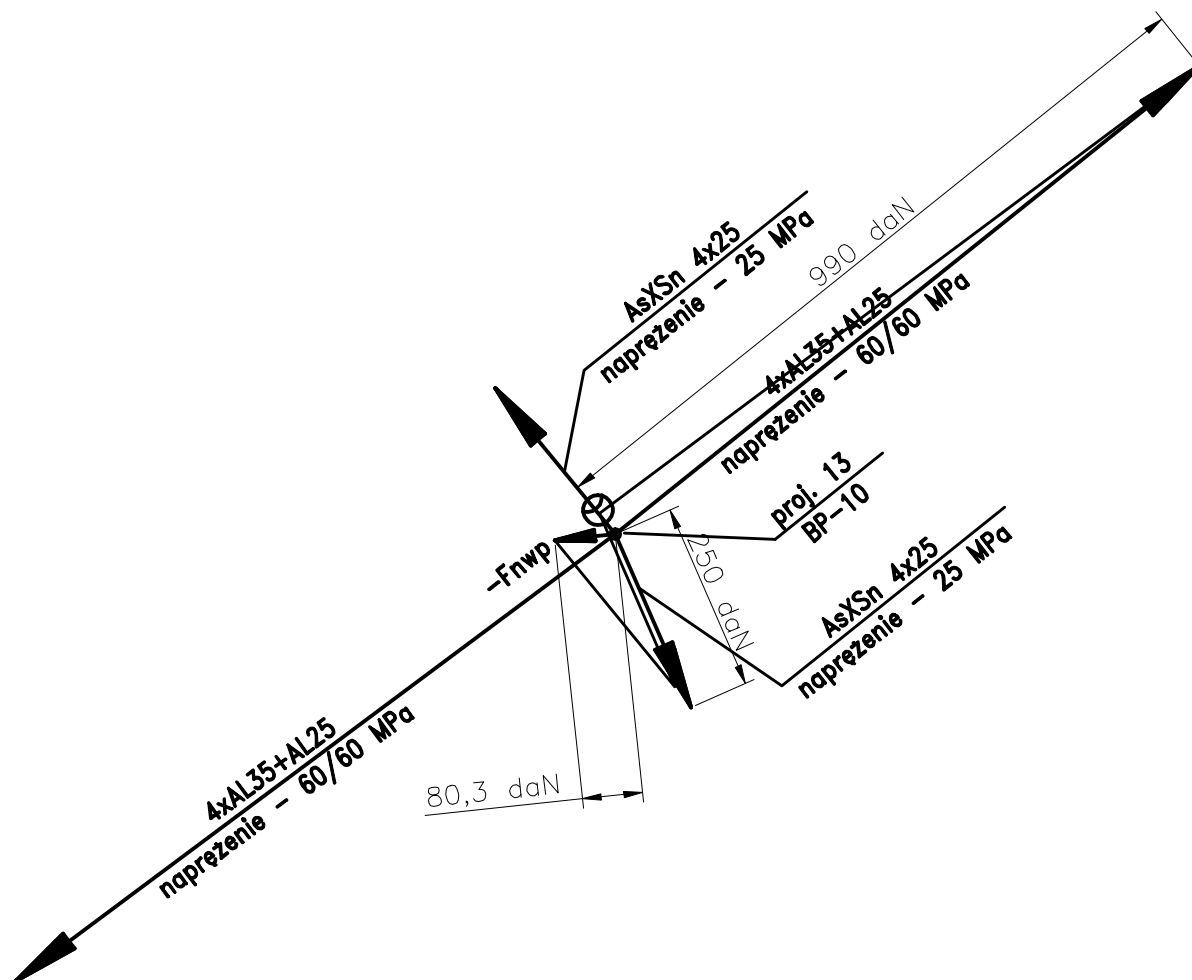 990 daN
AsXSn 4x25
naprężenie - 25 MPa
4xAL35+AL25
naprężenie - 60/60 MPa
proj. 13
BP-10
-Fnwp
250 daN
AsXSn 4x25
naprężenie - 25 MPa
4xAL35+AL25
naprężenie - 60/60 MPa
80,3 daN